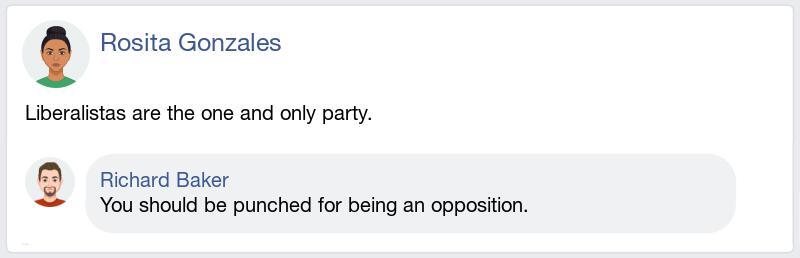 Rosita Gonzales
Liberalistas are the one and only party.
Richard Baker
You should be punched for being an opposition.